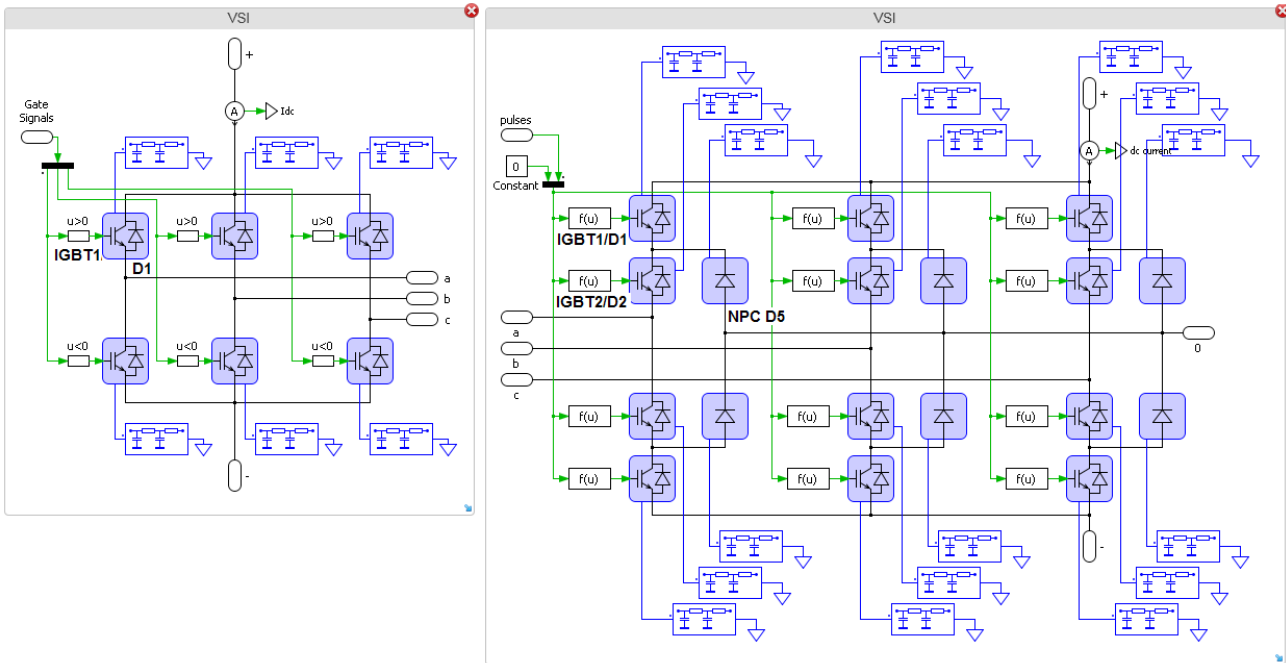 VSI
+
A
Idc
Gate
Signals
u>0
u>0
u>0
IGBT1
D1
a
b
c
u<0
u<0
u<0
-
VSI
+
pulses
A
dc current
0
Constant
f(u)
f(u)
f(u)
IGBT1/D1
f(u)
f(u)
f(u)
IGBT2/D2
NPC D5
a
0
b
c
f(u)
f(u)
f(u)
f(u)
f(u)
f(u)
-